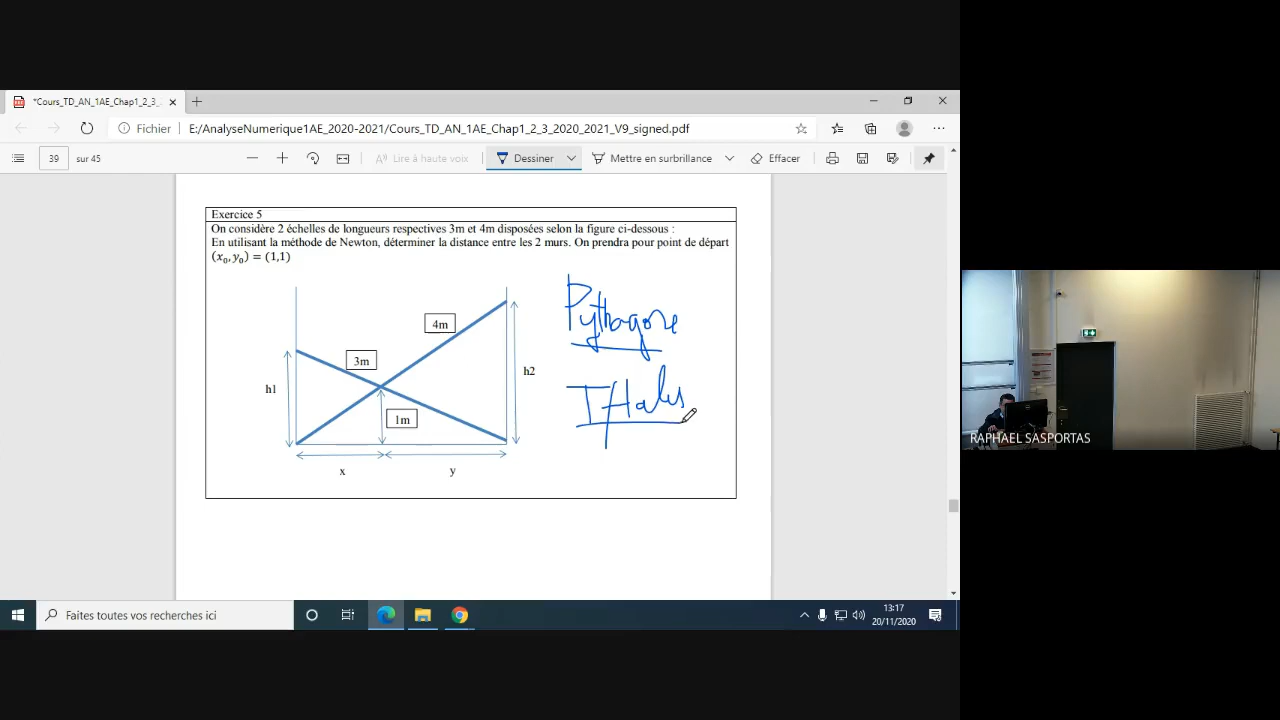 *Cours_TD_AN_1AE_Chap1_2_3_
Fichier E:/AnalyseNumerique1AE_2020-2021/Cours_TD_AN_1AE_Chap1_2_3_2020_2021_V9_signed.pdf
39 sur 45 Lire à haute voix Dessiner Mettre en surbrillance Effacer
Exercice 5
On considère 2 échelles de longueurs respectives 3m et 4m disposées selon la figure ci-dessous :
En utilisant la méthode de Newton, déterminer la distance entre les 2 murs. On prendra pour point de départ
(x₀, y₀) = (1,1)
Pythagore
4m
3m
h1
h2
THales
1m
x
y
RAPHAEL SASPORTAS
Faites toutes vos recherches ici
13:17
20/11/2020